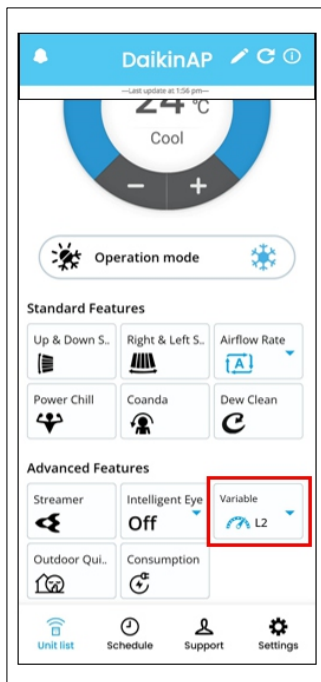 DaikinAP
---Last update at 1:56 pm---
24 °C
Cool
Operation mode
Standard Features
Up & Down S..
Right & Left S..
Airflow Rate
A
Power Chill
Coanda
Dew Clean
Advanced Features
Streamer
Intelligent Eye
Variable
Off
L2
Outdoor Qui..
Consumption
Unit list
Schedule
Support
Settings